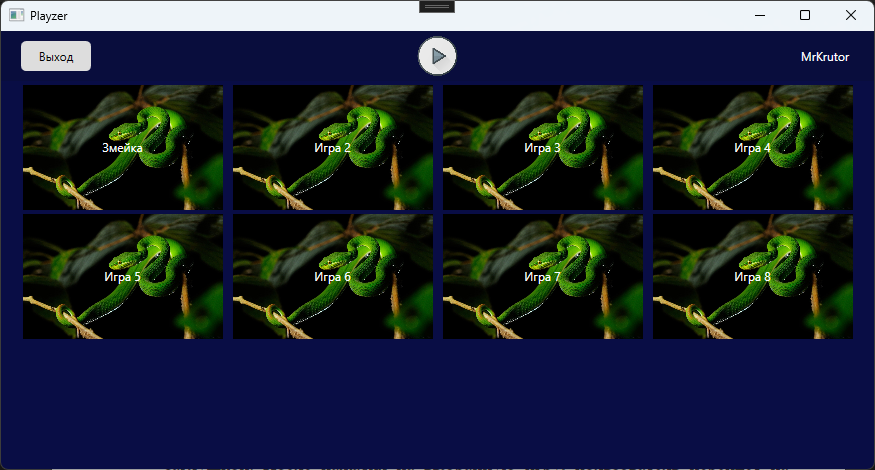 Playzer
Выход
MrKrutor
Змейка
Игра 2
Игра 3
Игра 4
Игра 5
Игра 6
Игра 7
Игра 8